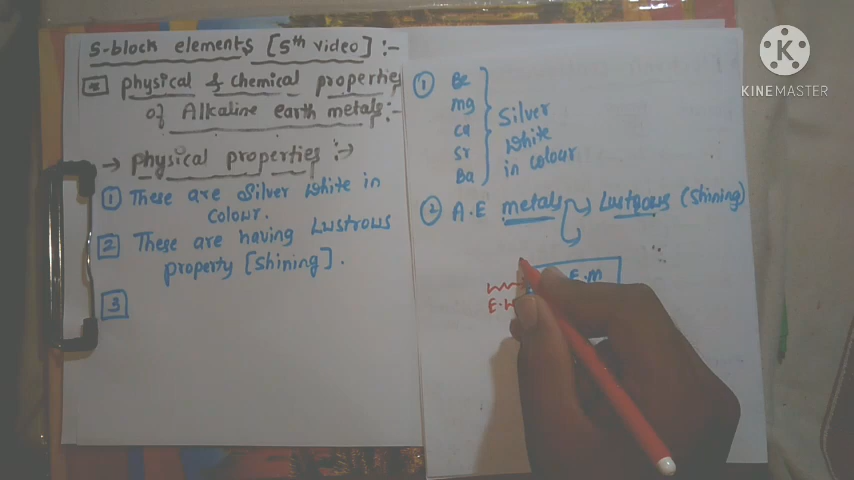 S-block elements [5th video] :-
* physical & chemical properties
of Alkaline earth metals:-
→ physical properties :→
1 These are Silver White in
colour.
2 These are having Lustrows
property [shining].
3
1 Be
mg
ca
sr
Ba
Silver
White
in colour
2 A.E metals Lustrows (shining)
E.M
K
KINEMASTER